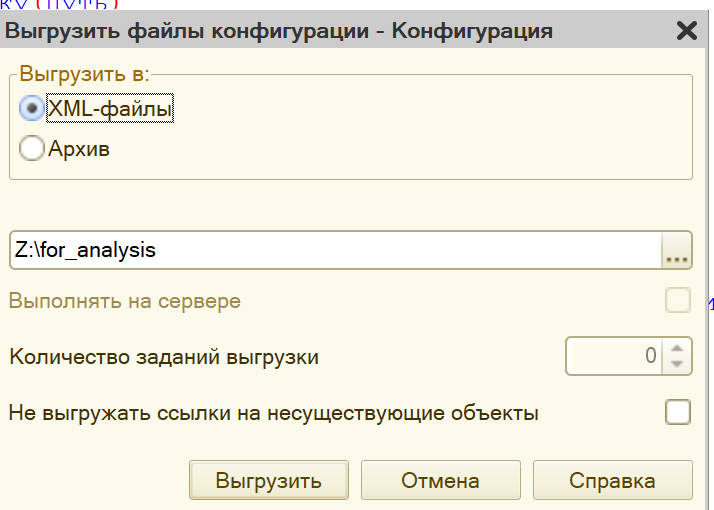 Выгрузить файлы конфигурации - Конфигурация
Выгрузить в:
XML-файлы
Архив
Z:\for_analysis
...
Выполнять на сервере
Количество заданий выгрузки
0
Не выгружать ссылки на несуществующие объекты
Выгрузить
Отмена
Справка